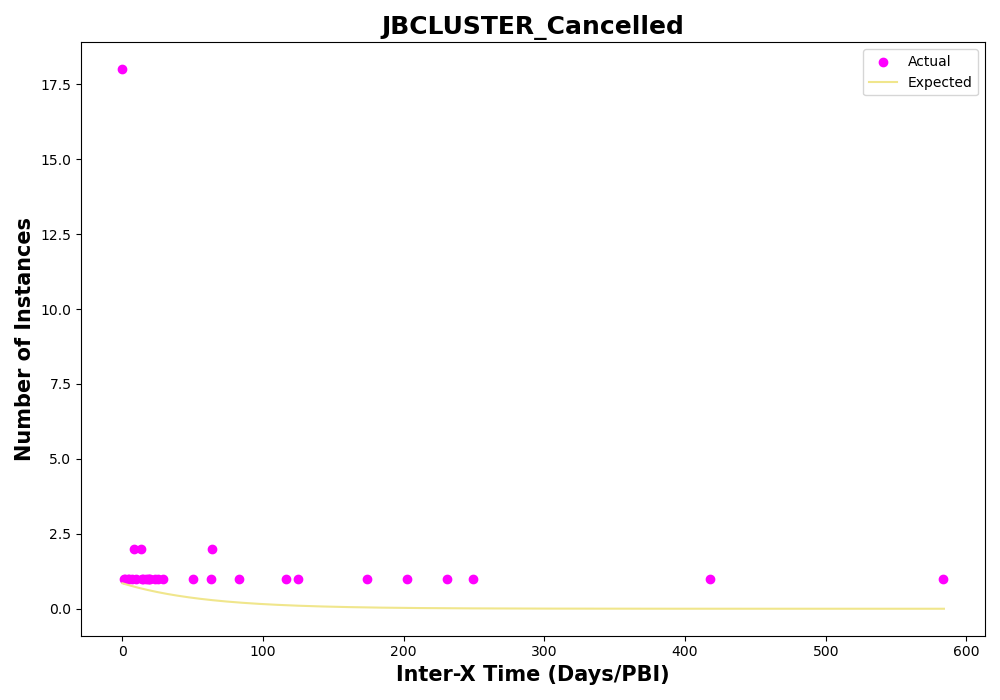 JBCLUSTER_Cancelled
Actual
Expected
Number of Instances
17.5
15.0
12.5
10.0
7.5
5.0
2.5
0.0
0 100 200 300 400 500 600
Inter-X Time (Days/PBI)